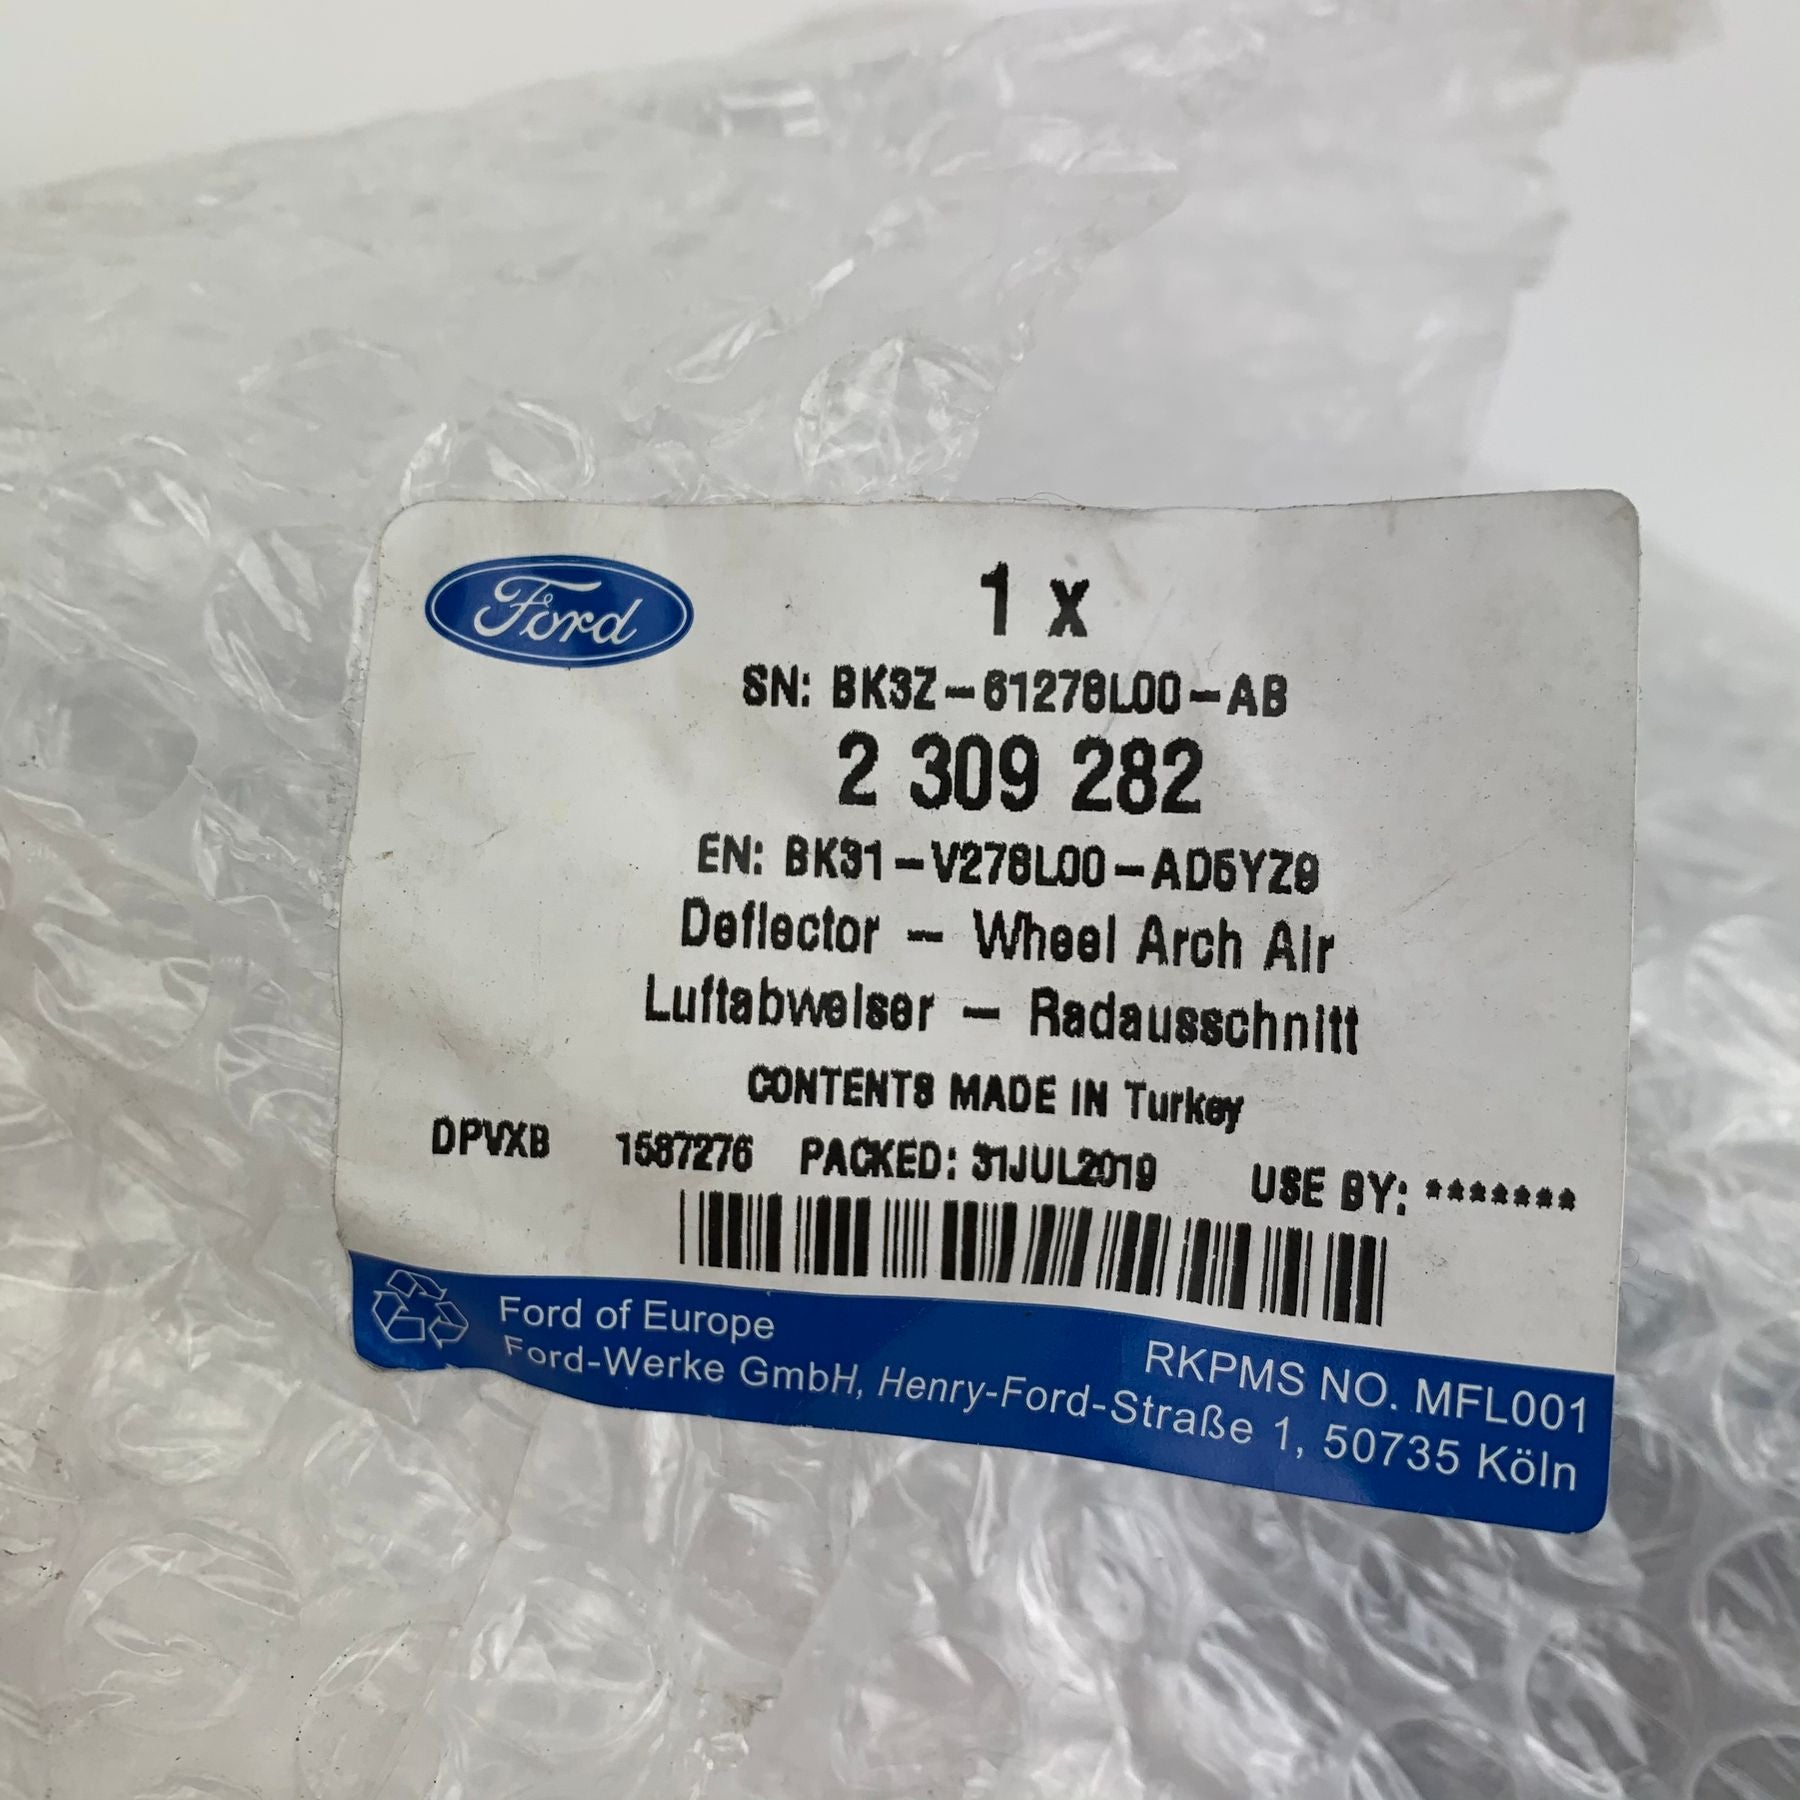 Ford
1 x
SN: BK3Z-61278L00-AB
2 309 282
EN: BK31-V278L00-AD5YZ9
Deflector - Wheel Arch Air
Luftabweiser - Radausschnitt
CONTENTS MADE IN Turkey
DPVXB 1587276 PACKED: 31JUL2019 USE BY: *******
Ford of Europe
RKPMS NO. MFL001
Ford-Werke GmbH, Henry-Ford-Straße 1, 50735 Köln